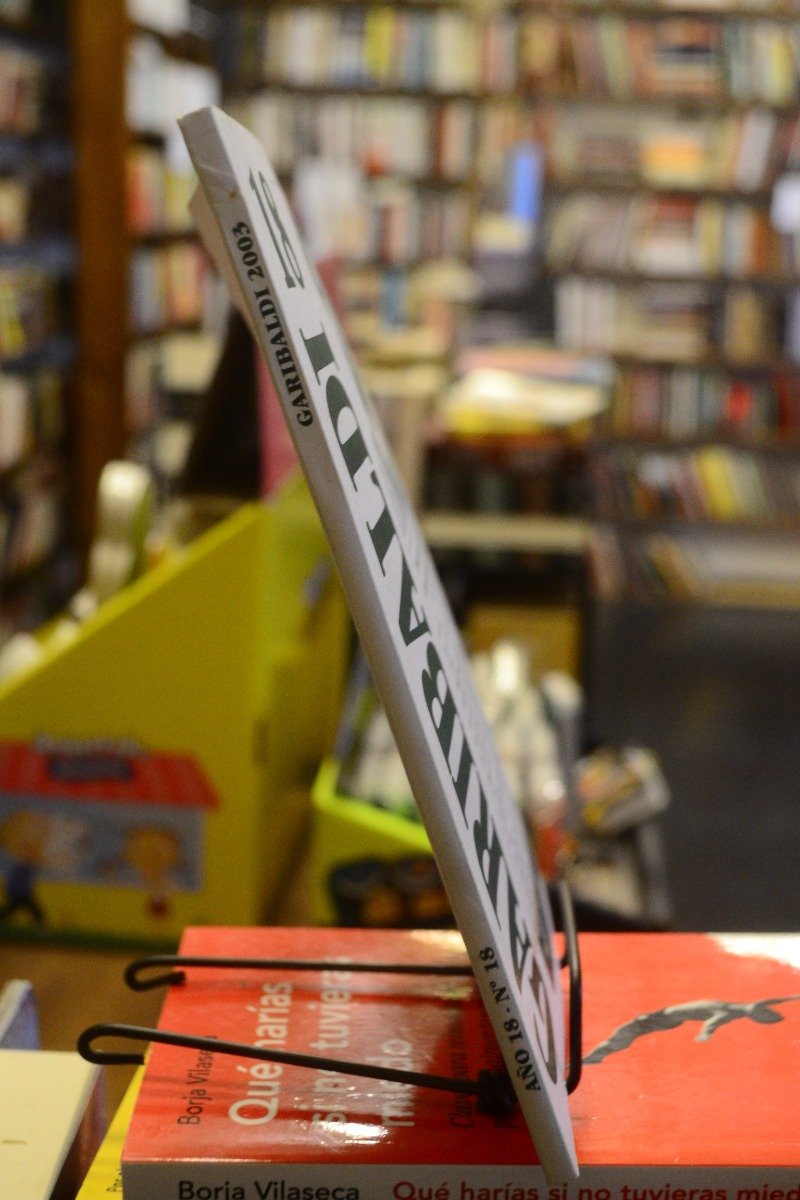 AÑO 18 - Nº 18
GARIBALDI 2003
GARIBALDI
18
Borja Vilaseca
Qué harías
si no tuvieras
miedo
Borja Vilaseca
Qué harías si no tuvieras mied